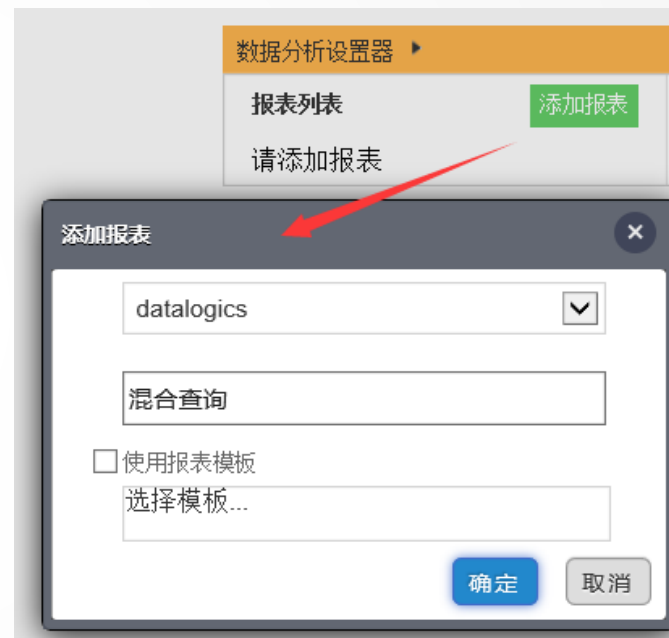 数据分析设置器
报表列表 添加报表
请添加报表
添加报表
datalogics
混合查询
使用报表模板
选择模板...
确定 取消